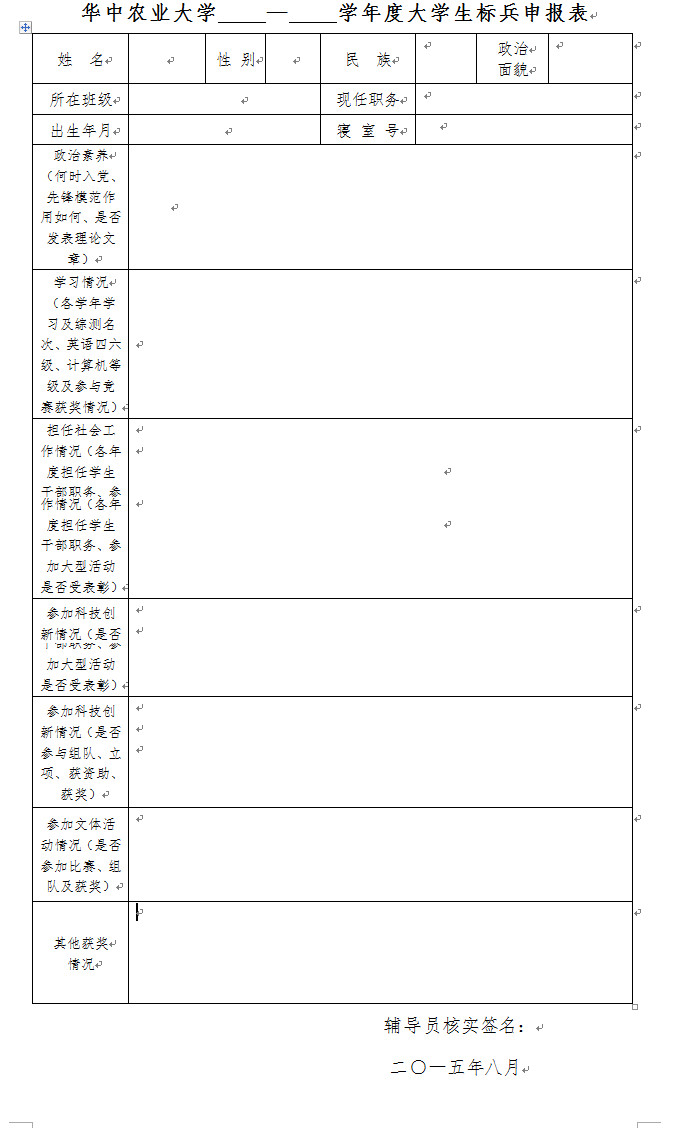 华中农业大学_____—_____学年度大学生标兵申报表
姓 名 性 别 民 族 政治
面貌
所在班级 现任职务
出生年月 寝 室 号
政治素养
（何时入党、
先锋模范作
用如何、是否
发表理论文
章）
学习情况
（各学年学
习及综测名
次、英语四六
级、计算机等
级及参与竞
赛获奖情况）
担任社会工
作情况（各年
度担任学生
干部职务、参
作情况（各年
度担任学生
干部职务、参
加大型活动
是否受表彰）
参加科技创
新情况（是否
干部职务、参
加大型活动
是否受表彰）
参加科技创
新情况（是否
参与组队、立
项、获资助、
获奖）
参加文体活
动情况（是否
参加比赛、组
队及获奖）
其他获奖
情况
辅导员核实签名：
二〇一五年八月